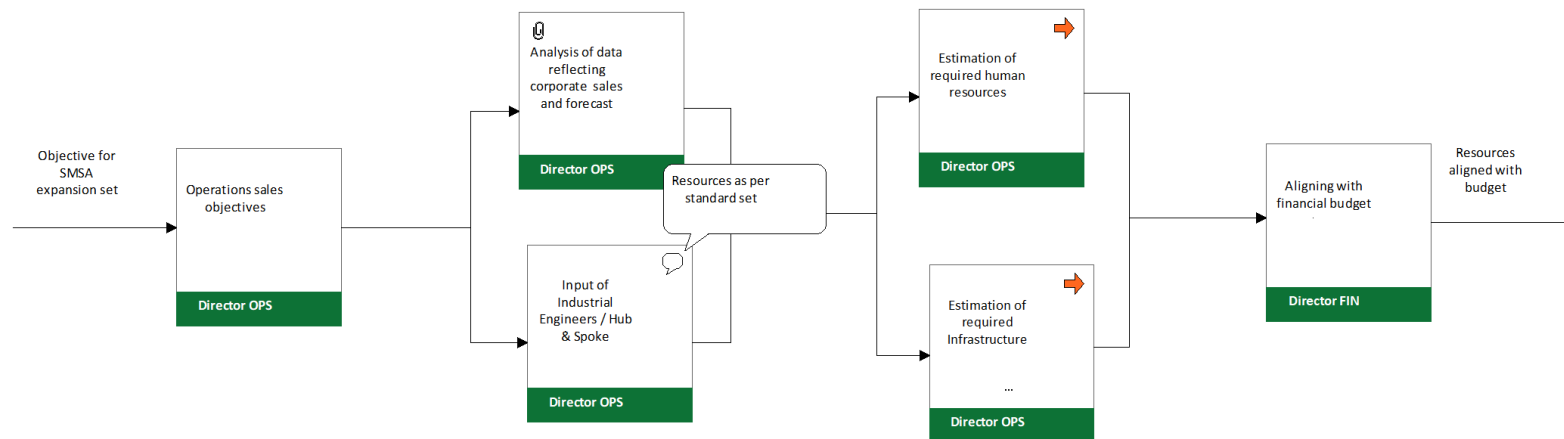 Objective for
SMSA
expansion set
Operations sales
objectives
Director OPS
Analysis of data
reflecting
corporate sales
and forecast
Director OPS
Resources as per
standard set
Input of
Industrial
Engineers / Hub
& Spoke
Director OPS
Estimation of
required human
resources
Director OPS
Estimation of
required
Infrastructure
...
Director OPS
Aligning with
financial budget
Director FIN
Resources
aligned with
budget